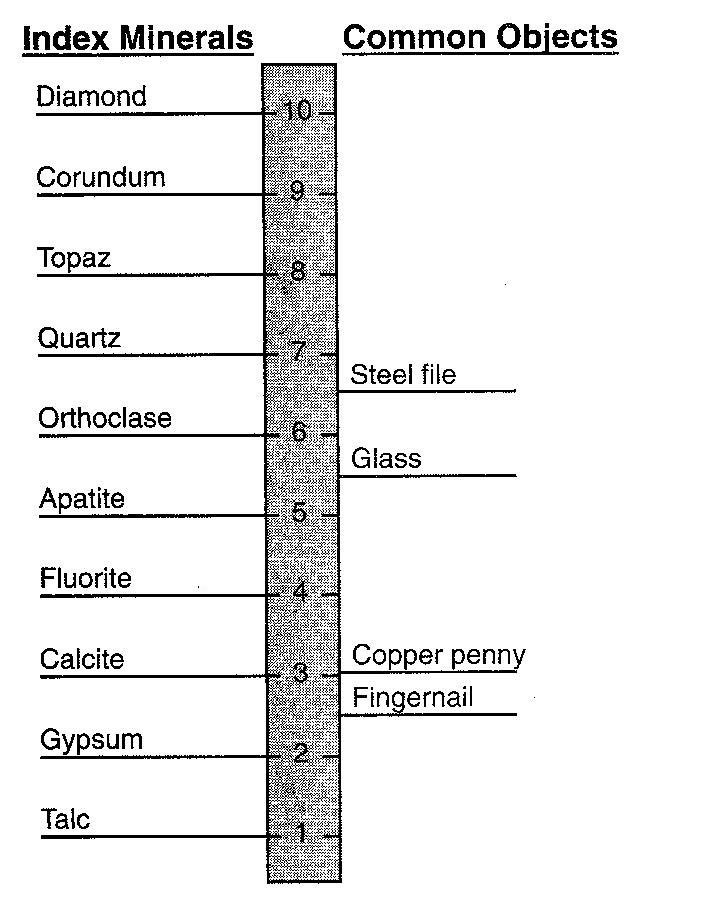 Index Minerals
Common Objects
Diamond
10
Corundum
9
Topaz
8
Quartz
7
Steel file
Orthoclase
6
Glass
Apatite
5
Fluorite
4
Calcite
3
Copper penny
Fingernail
Gypsum
2
Talc
1